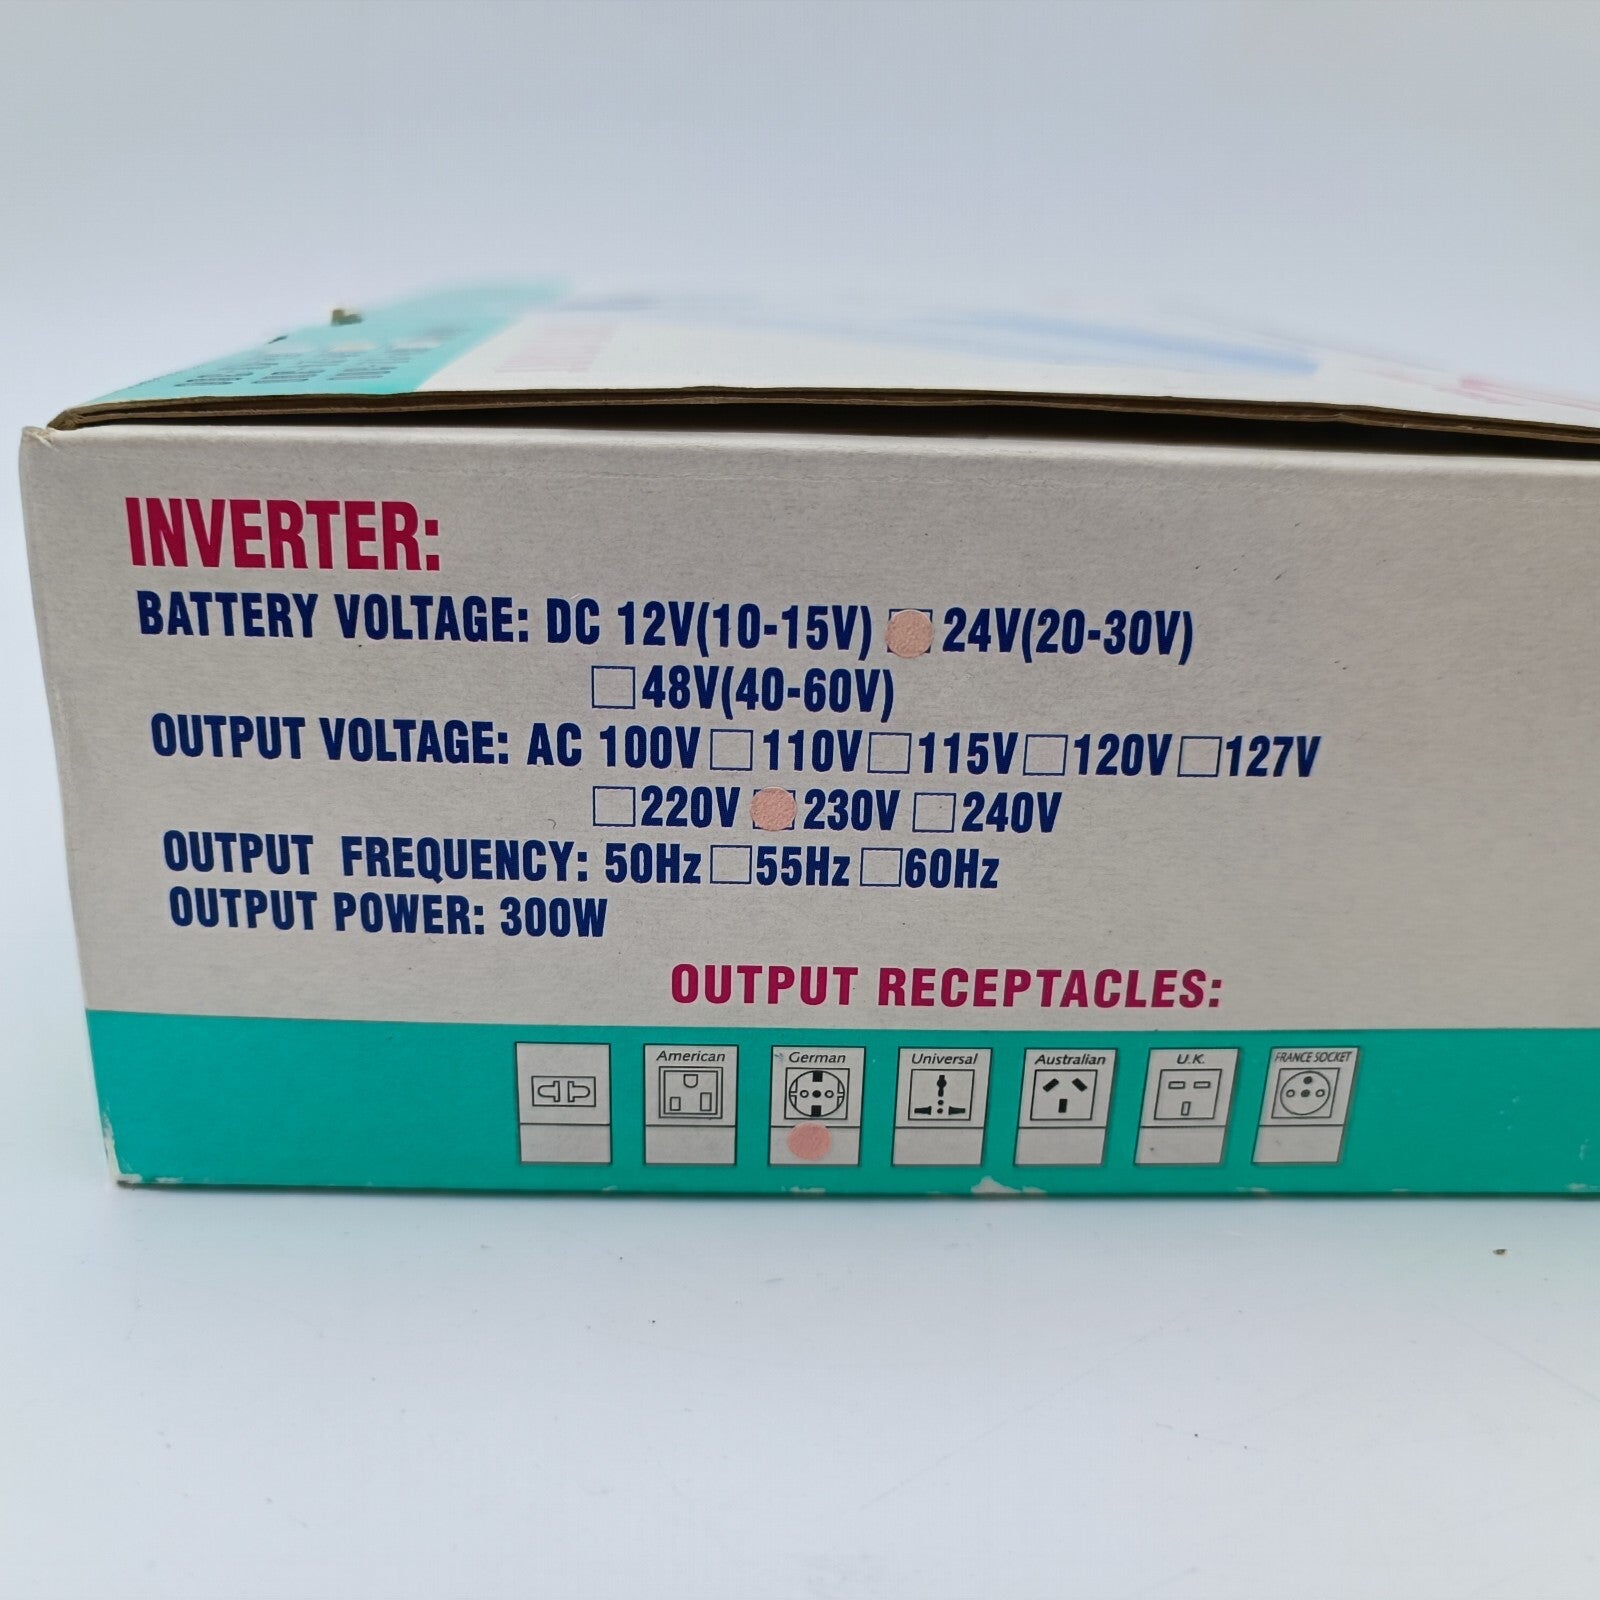 INVERTER:
BATTERY VOLTAGE: DC 12V(10-15V) 24V(20-30V)
48V(40-60V)
OUTPUT VOLTAGE: AC 100V 110V 115V 120V 127V
220V 230V 240V
OUTPUT FREQUENCY: 50Hz 55Hz 60Hz
OUTPUT POWER: 300W
OUTPUT RECEPTACLES:
American German Universal Australian U.K. FRANCE SOCKET